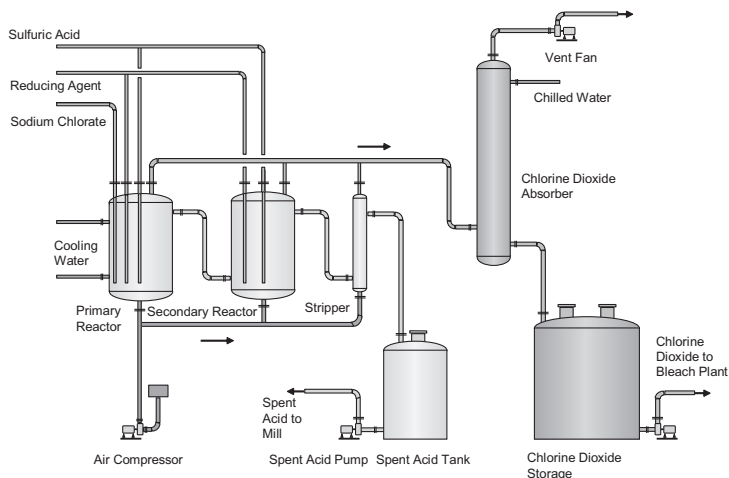 Sulfuric Acid
Reducing Agent
Sodium Chlorate
Cooling
Water
Primary
Reactor
Secondary Reactor
Stripper
Vent Fan
Chilled Water
Chlorine Dioxide
Absorber
Chlorine
Dioxide to
Bleach Plant
Spent
Acid to
Mill
Air Compressor
Spent Acid Pump
Spent Acid Tank
Chlorine Dioxide
Storage